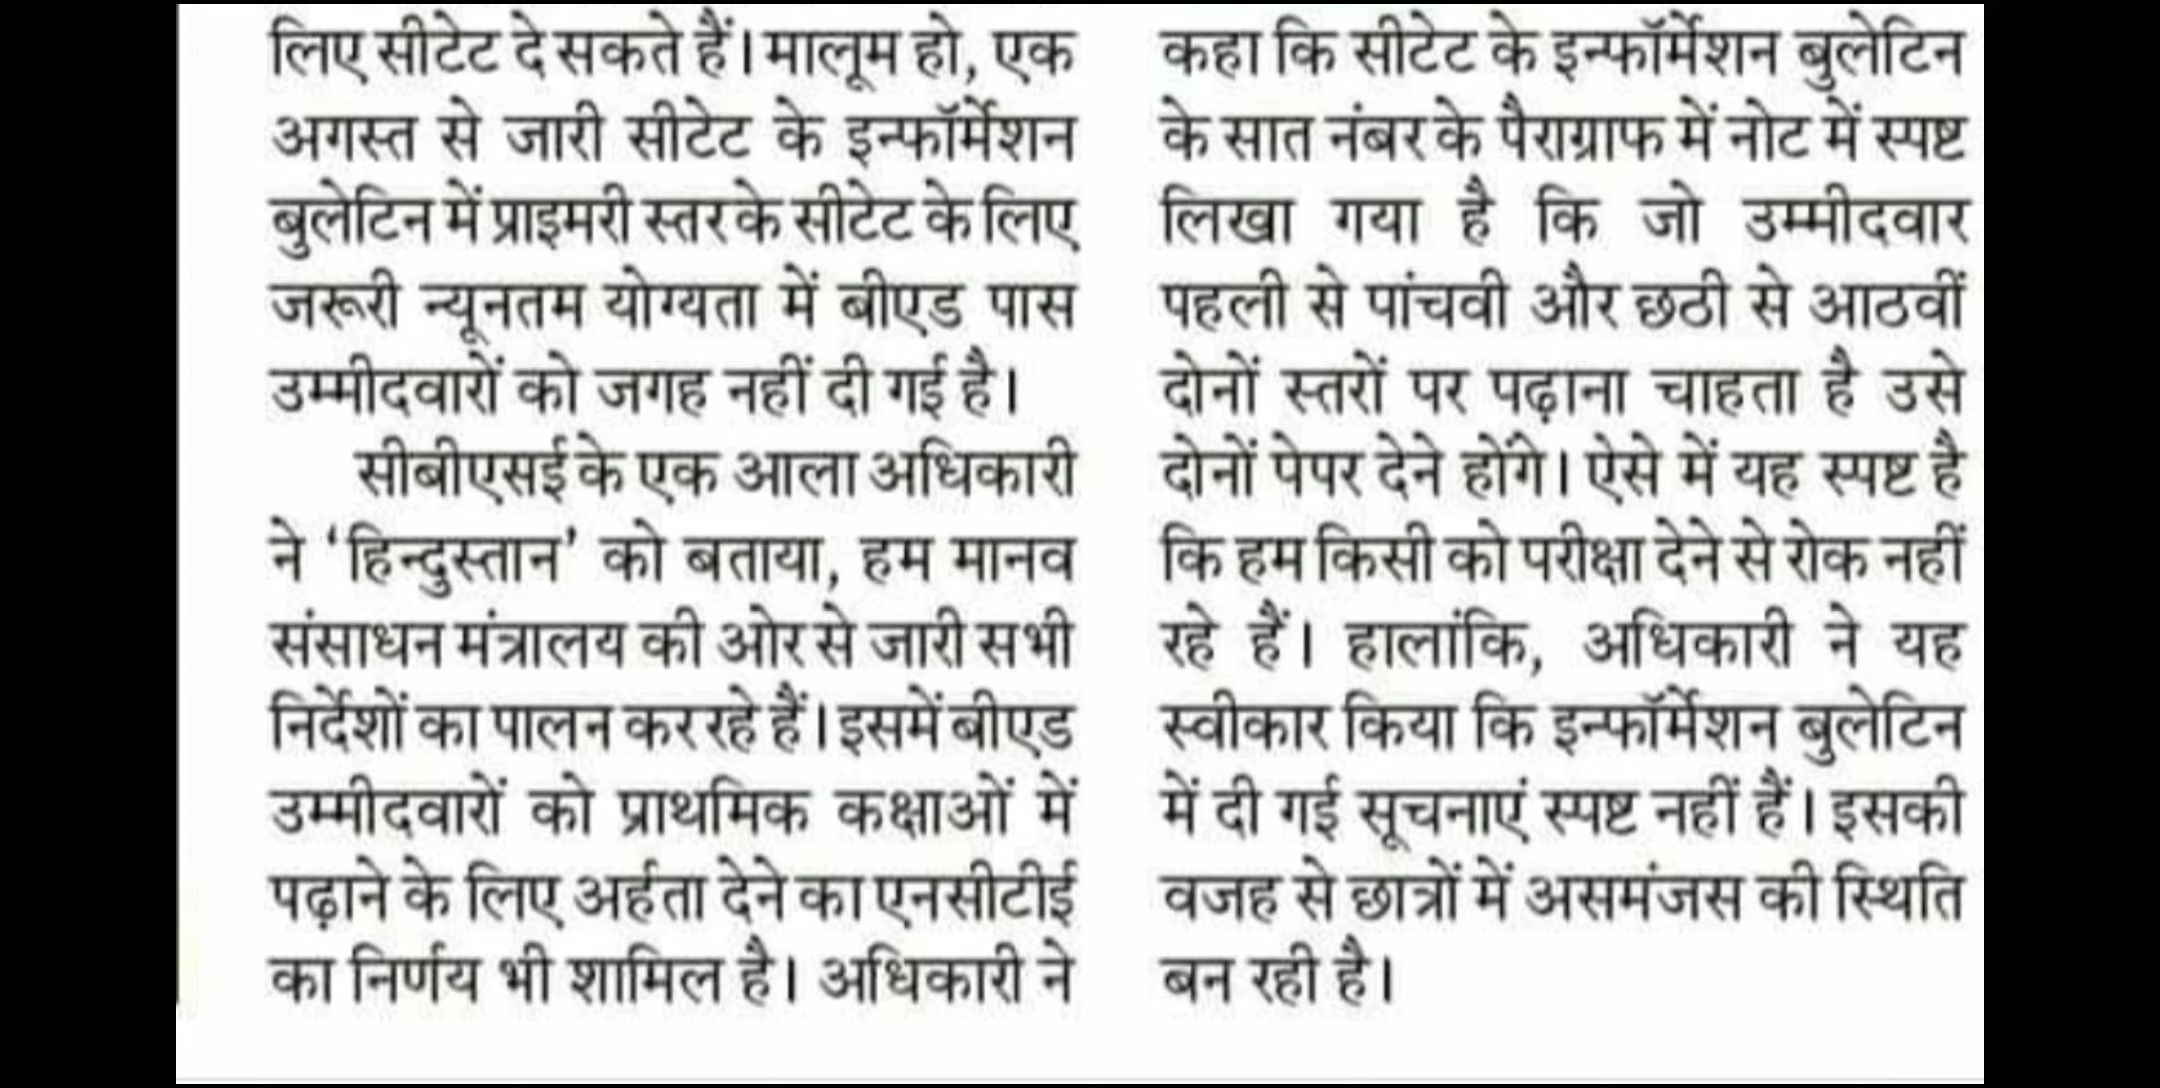 लिए सीटेट दे सकते हैं। मालूम हो, एक
अगस्त से जारी सीटेट के इन्फॉर्मेशन
बुलेटिन में प्राइमरी स्तर के सीटेट के लिए
जरूरी न्यूनतम योग्यता में बीएड पास
उम्मीदवारों को जगह नहीं दी गई है।
सीबीएसई के एक आला अधिकारी
ने ‘हिन्दुस्तान’ को बताया, हम मानव
संसाधन मंत्रालय की ओर से जारी सभी
निर्देशों का पालन कर रहे हैं। इसमें बीएड
उम्मीदवारों को प्राथमिक कक्षाओं में
पढ़ाने के लिए अर्हता देने का एनसीटीई
का निर्णय भी शामिल है। अधिकारी ने
कहा कि सीटेट के इन्फॉर्मेशन बुलेटिन
के सात नंबर के पैराग्राफ में नोट में स्पष्ट
लिखा गया है कि जो उम्मीदवार
पहली से पांचवी और छठी से आठवीं
दोनों स्तरों पर पढ़ाना चाहता है उसे
दोनों पेपर देने होंगे। ऐसे में यह स्पष्ट है
कि हम किसी को परीक्षा देने से रोक नहीं
रहे हैं। हालांकि, अधिकारी ने यह
स्वीकार किया कि इन्फॉर्मेशन बुलेटिन
में दी गई सूचनाएं स्पष्ट नहीं हैं। इसकी
वजह से छात्रों में असमंजस की स्थिति
बन रही है।